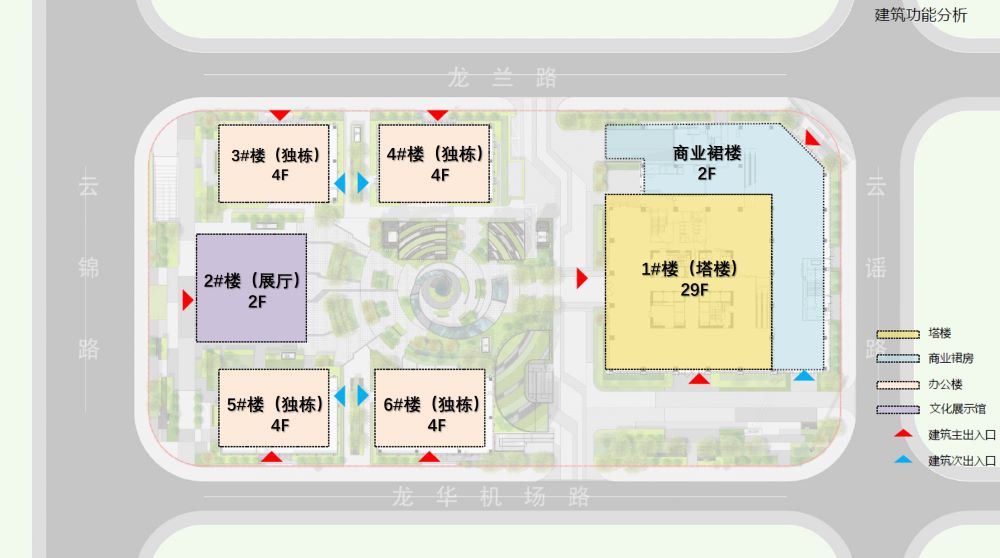 建筑功能分析
龙兰路
3#楼（独栋）
4F
4#楼（独栋）
4F
商业裙楼
2F
云锦路
云谣路
2#楼（展厅）
2F
1#楼（塔楼）
29F
5#楼（独栋）
4F
6#楼（独栋）
4F
塔楼
商业裙房
办公楼
文化展示馆
建筑主出入口
建筑次出入口
龙华机场路